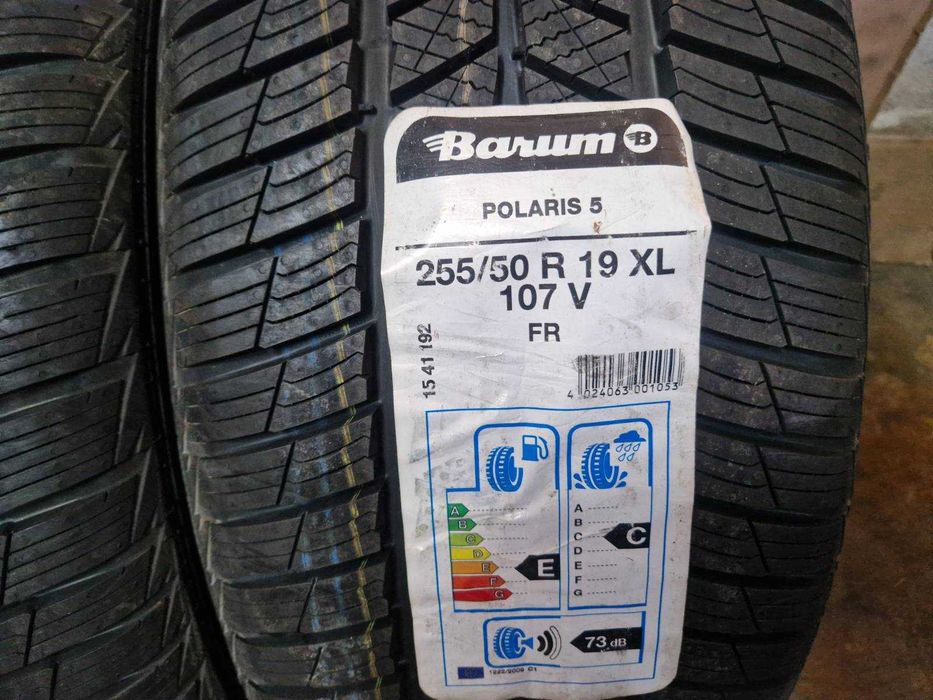 Barum B
POLARIS 5
255/50 R 19 XL
107 V
FR
15 41 192
4 024063 001053
A
B
C
D
E
F
G
E
A
B
C
D
E
F
G
C
73 dB
1222/2009 C1